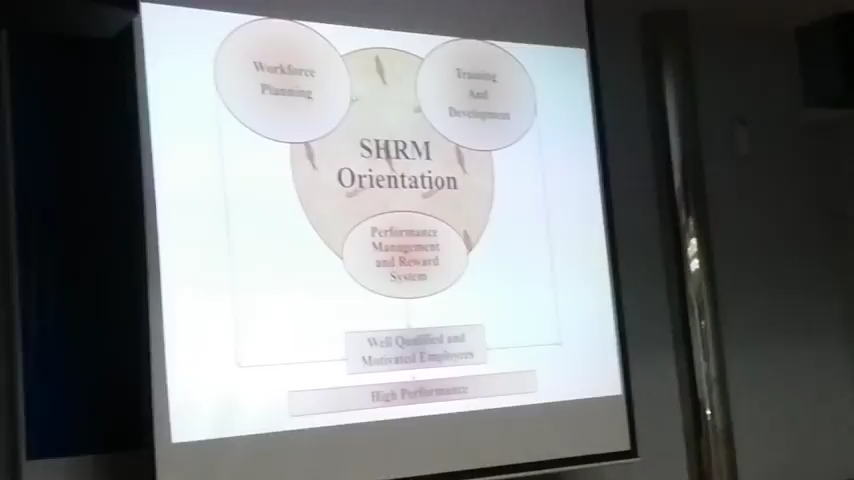 Workforce
Planning
Training
And
Development
SHRM
Orientation
Performance
Management
and Reward
System
Well Qualified and
Motivated Employees
High Performance